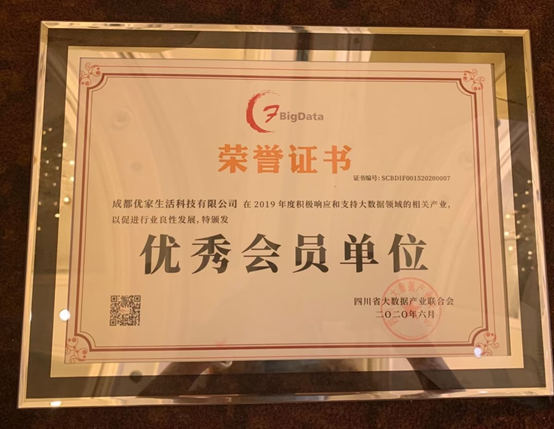 7 BigData
荣誉证书
证书编号: SCBDIF001520200007
成都优家生活科技有限公司 在 2019 年度积极响应和支持大数据领域的相关产业,
以促进行业良性发展,特颁发
优秀会员单位
四川省大数据产业联合会
二〇二〇年六月